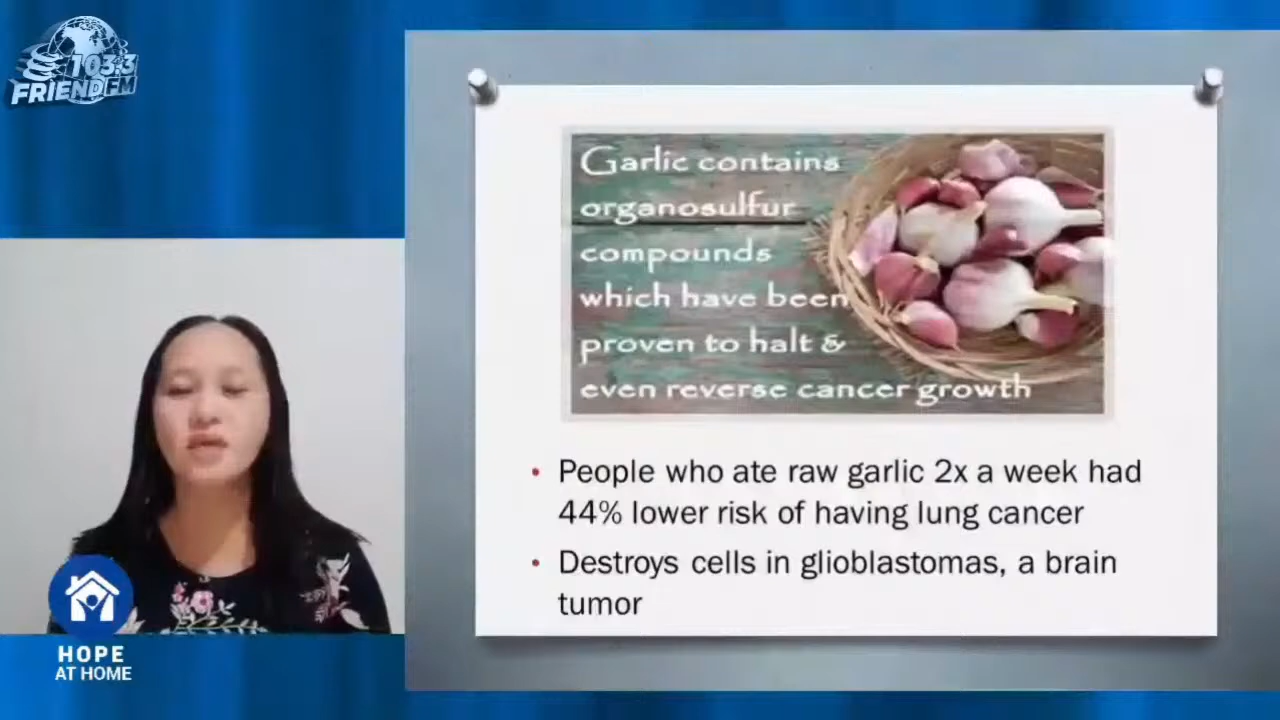 103.3
FRIEND FM
Garlic contains
organosulfur
compounds
which have been
proven to halt &
even reverse cancer growth
• People who ate raw garlic 2x a week had
44% lower risk of having lung cancer
• Destroys cells in glioblastomas, a brain
tumor
HOPE
AT HOME